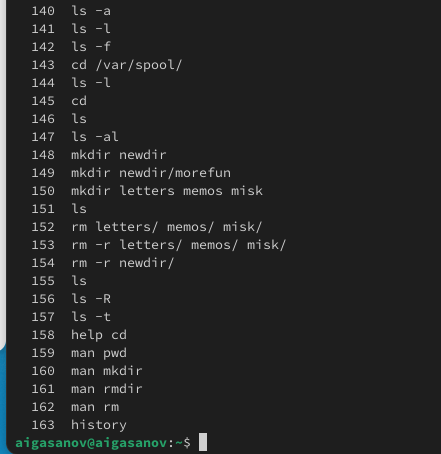 140 ls -a
141 ls -l
142 ls -f
143 cd /var/spool/
144 ls -l
145 cd
146 ls
147 ls -al
148 mkdir newdir
149 mkdir newdir/morefun
150 mkdir letters memos misk
151 ls
152 rm letters/ memos/ misk/
153 rm -r letters/ memos/ misk/
154 rm -r newdir/
155 ls
156 ls -R
157 ls -t
158 help cd
159 man pwd
160 man mkdir
161 man rmdir
162 man rm
163 history
aigasanov@aigasanov:~$